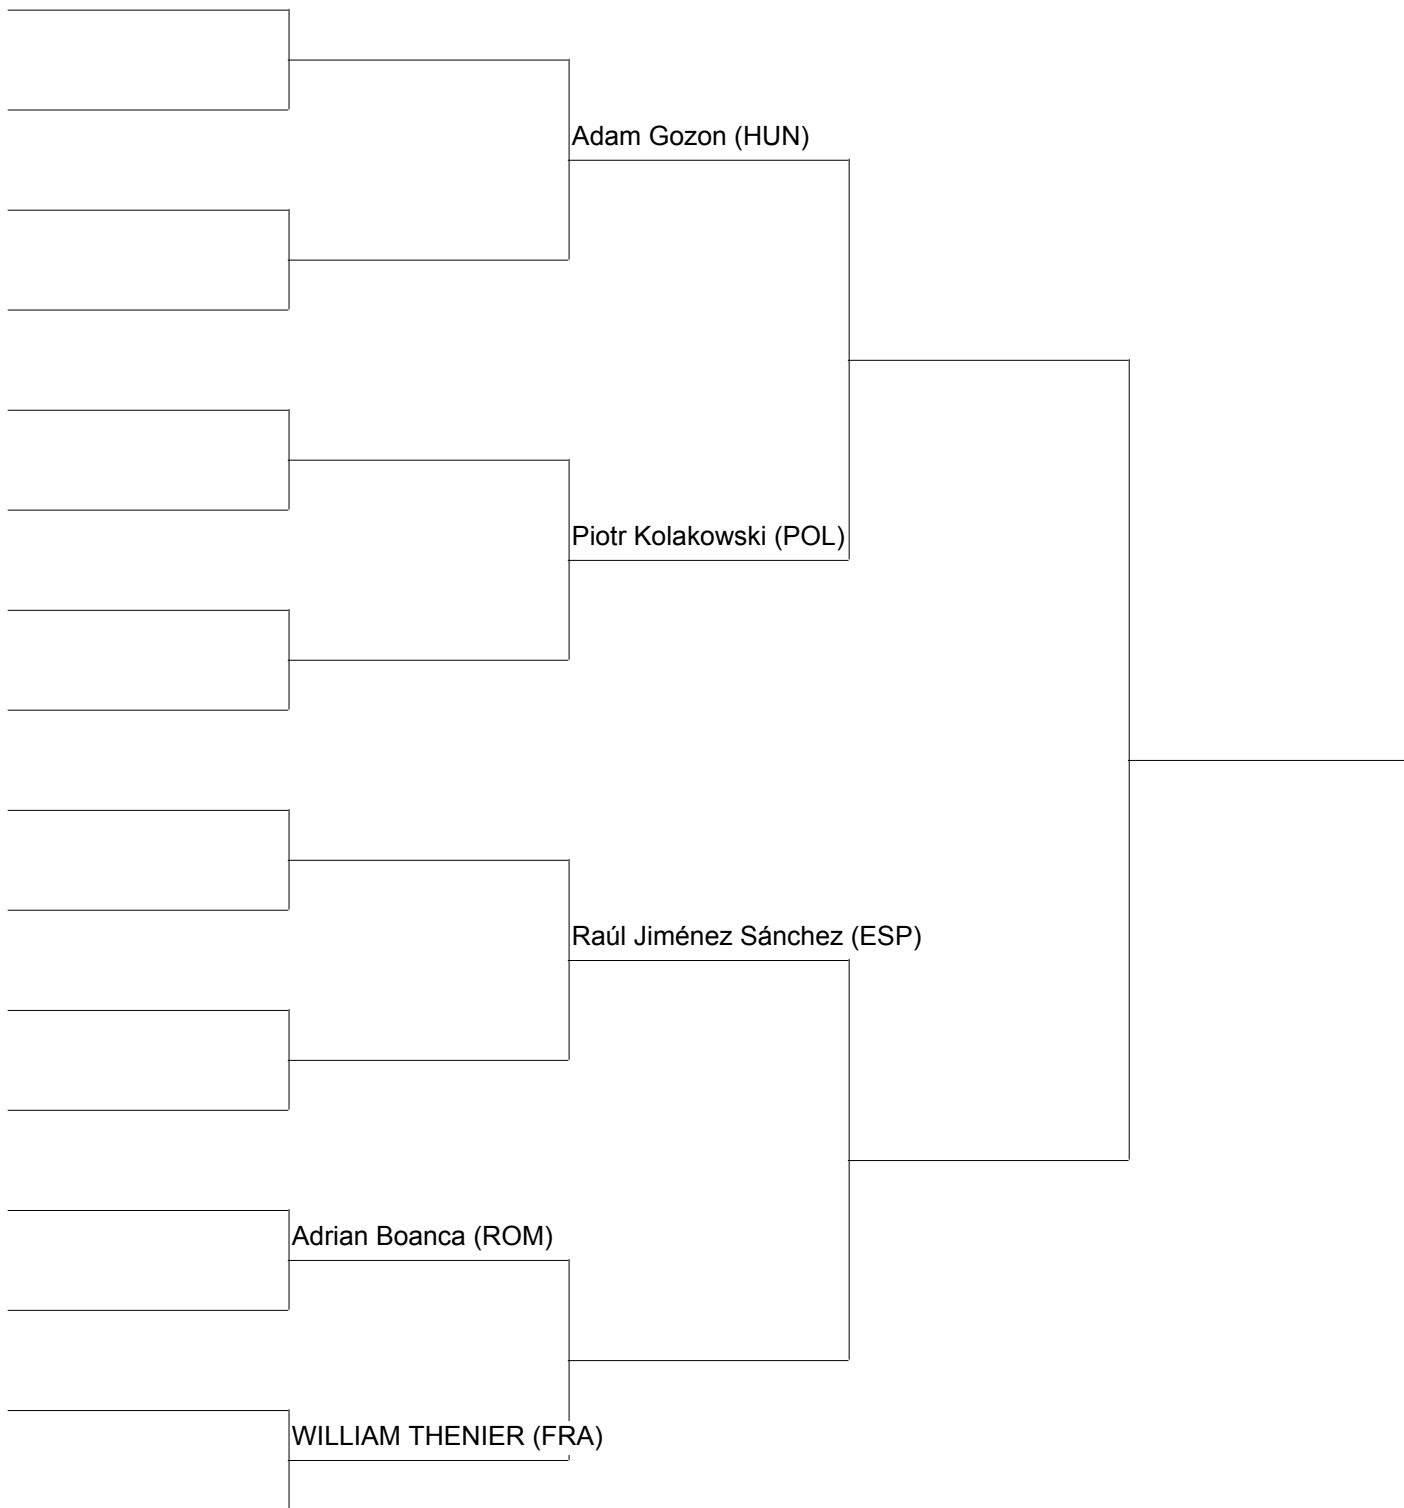 Adam Gozon (HUN)
Piotr Kolakowski (POL)
Raúl Jiménez Sánchez (ESP)
Adrian Boanca (ROM)
WILLIAM THENIER (FRA)